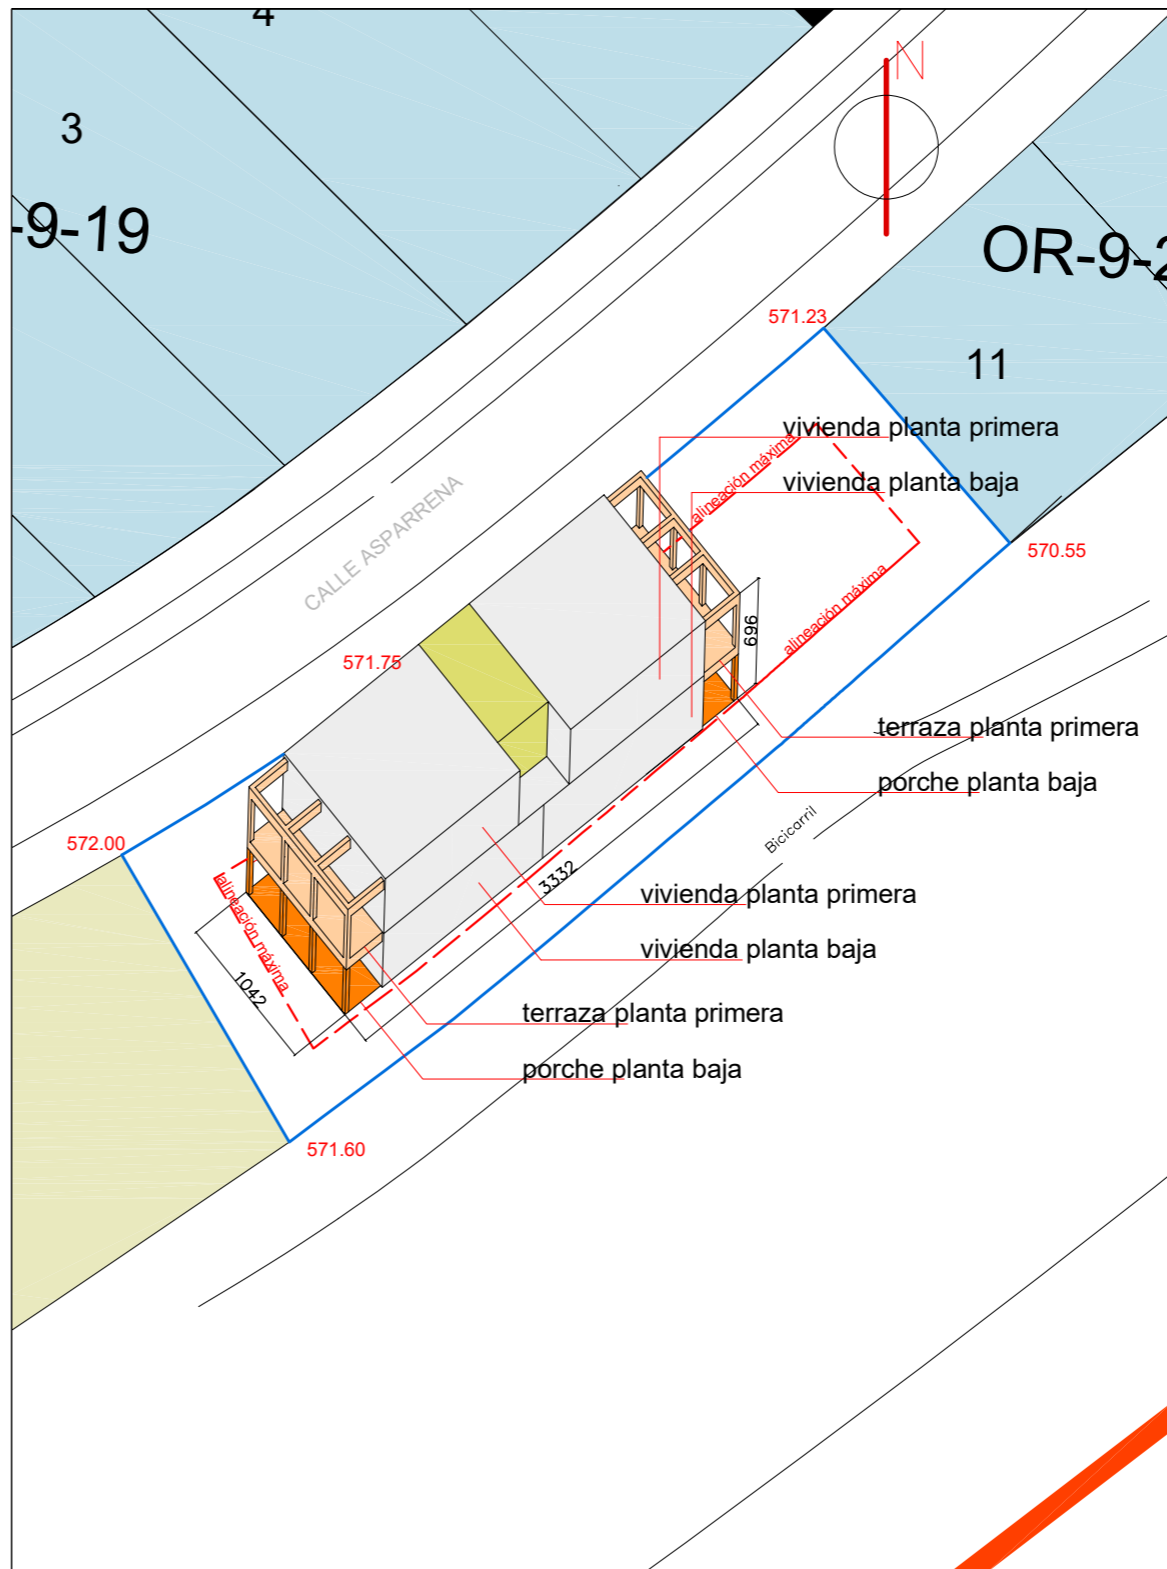 4
3
-9-19
N
OR-9-2
571.23
11
vivienda planta primera
alineación máxima
vivienda planta baja
CALLE ASPARRENA
570.55
alineación máxima
696
571.75
terraza planta primera
porche planta baja
Bicicarril
572.00
3332
vivienda planta primera
alineación máxima
vivienda planta baja
1042
terraza planta primera
porche planta baja
571.60